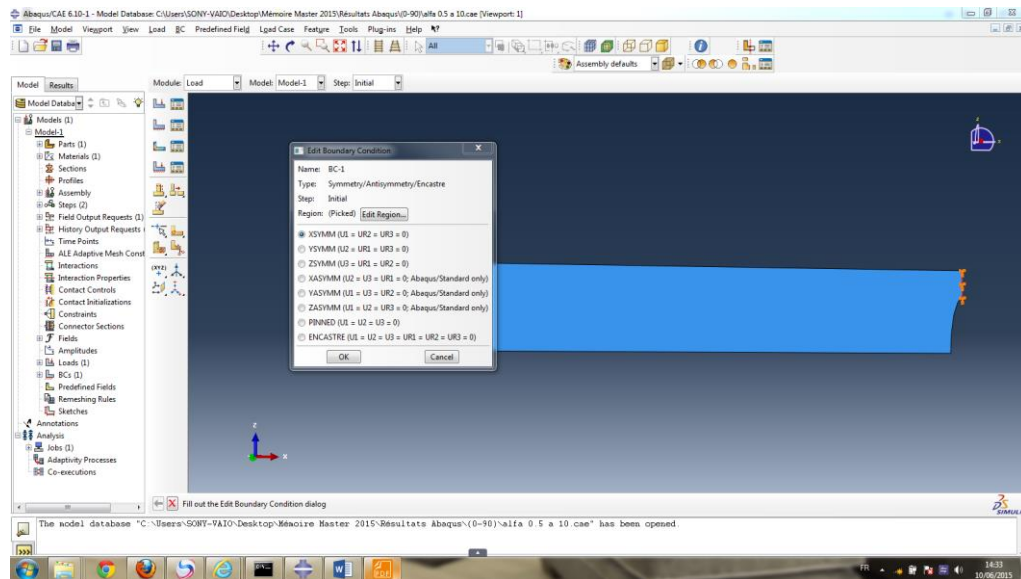 Abaqus/CAE 6.10-1 - Model Database: C:\Users\SONY-VAIO\Desktop\Mémoire Master 2015\Résultats Abaqus\(0-90)\alfa 0.5 a 10.cae [Viewport: 1]
File Model Viewport View Load BC Predefined Field Load Case Feature Tools Plug-ins Help
All
Assembly defaults
Model Results
Module: Load Model: Model-1 Step: Initial
Model Databa
Models (1)
Model-1
Parts (1)
Materials (1)
Sections
Profiles
Assembly
Steps (2)
Field Output Requests (1)
History Output Requests
Time Points
ALE Adaptive Mesh Const
Interactions
Interaction Properties
Contact Controls
Contact Initializations
Constraints
Connector Sections
Fields
Amplitudes
Loads (1)
BCs (1)
Predefined Fields
Remeshing Rules
Sketches
Annotations
Analysis
Jobs (1)
Adaptivity Processes
Co-executions
(XYZ)
Edit Boundary Condition
Name: BC-1
Type: Symmetry/Antisymmetry/Encastre
Step: Initial
Region: (Picked) Edit Region...
XSYMM (U1 = UR2 = UR3 = 0)
YSYMM (U2 = UR1 = UR3 = 0)
ZSYMM (U3 = UR1 = UR2 = 0)
XASYMM (U2 = U3 = UR1 = 0; Abaqus/Standard only)
YASYMM (U1 = U3 = UR2 = 0; Abaqus/Standard only)
ZASYMM (U1 = U2 = UR3 = 0; Abaqus/Standard only)
PINNED (U1 = U2 = U3 = 0)
ENCASTRE (U1 = U2 = U3 = UR1 = UR2 = UR3 = 0)
OK Cancel
z
x
Fill out the Edit Boundary Condition dialog
SIMULI
The model database "C:\Users\SONY-VAIO\Desktop\Mémoire Master 2015\Résultats Abaqus\(0-90)\alfa 0.5 a 10.cae" has been opened.
>>>
FR
14:33
10/06/2015